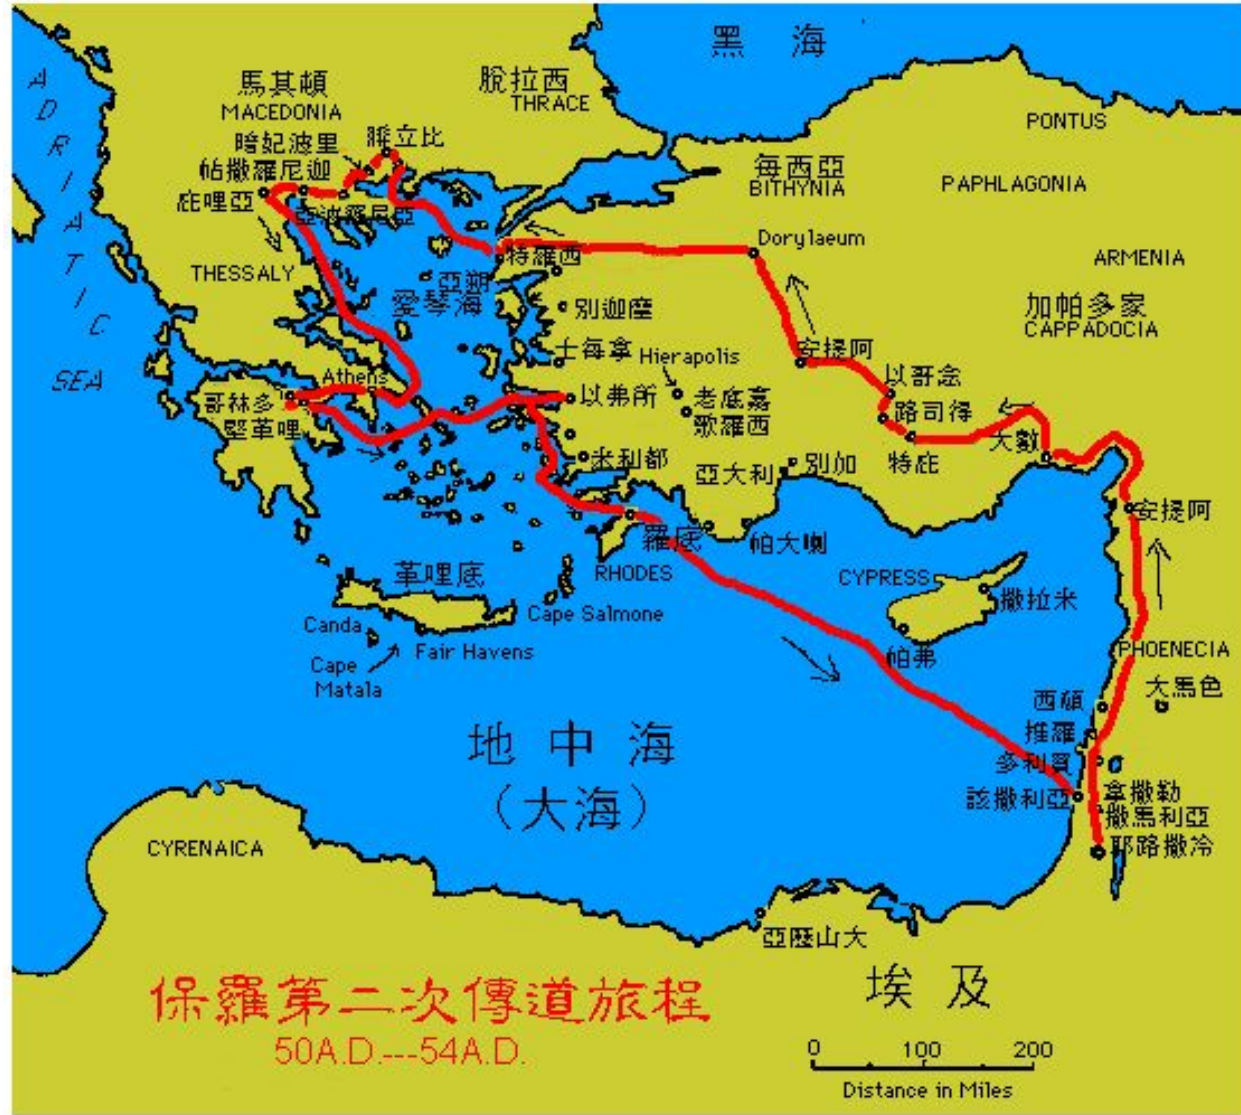 黑 海
馬其頓
MACEDONIA
脫拉西
THRACE
PONTUS
ADRIATIC
SEA
暗妃波里
腓立比
帖撒羅尼迦
每西亞
BITHYNIA
PAPHLAGONIA
庇哩亞
亞波羅尼亞
特羅西
Dorylaeum
ARMENIA
THESSALY
亞朔
愛琴海
別迦摩
加帕多家
CAPPADOCIA
士每拿
Hierapolis
安提阿
Athens
以哥念
哥林多
堅革哩
以弗所
老底嘉
歌羅西
路司得
大數
特庇
米利都
亞大利
別加
安提阿
羅底
帕大喇
RHODES
革哩底
CYPRESS
撒拉米
Cape Salmone
Canda
Fair Havens
Cape
Matala
帕弗
PHOENECIA
大馬色
西頓
推羅
地 中 海
(大海)
多利買
該撒利亞
拿撒勒
撒馬利亞
耶路撒冷
CYRENAICA
亞歷山大
埃 及
保羅第二次傳道旅程
50A.D.---54A.D.
0 100 200
Distance in Miles